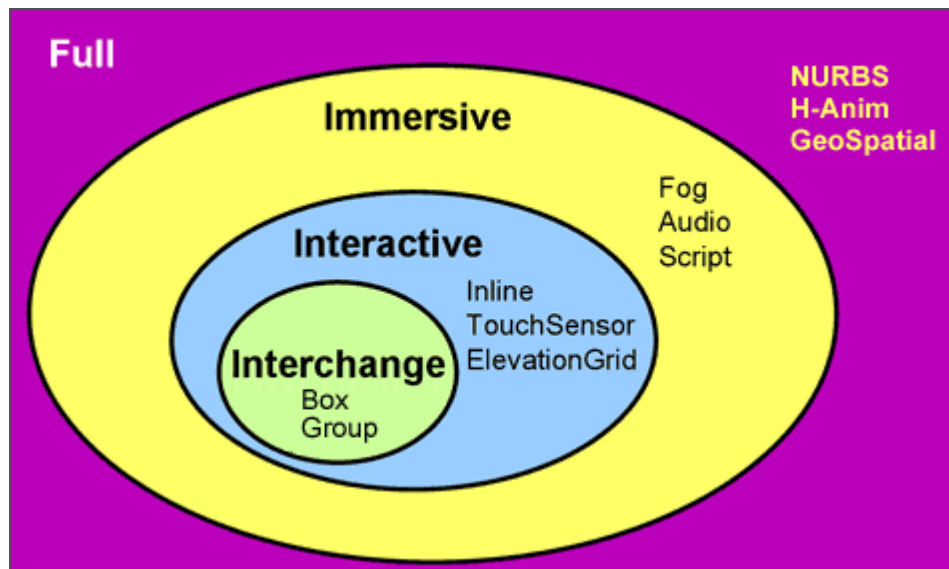 Full
NURBS
H-Anim
GeoSpatial
Immersive
Fog
Audio
Script
Interactive
Inline
TouchSensor
ElevationGrid
Interchange
Box
Group